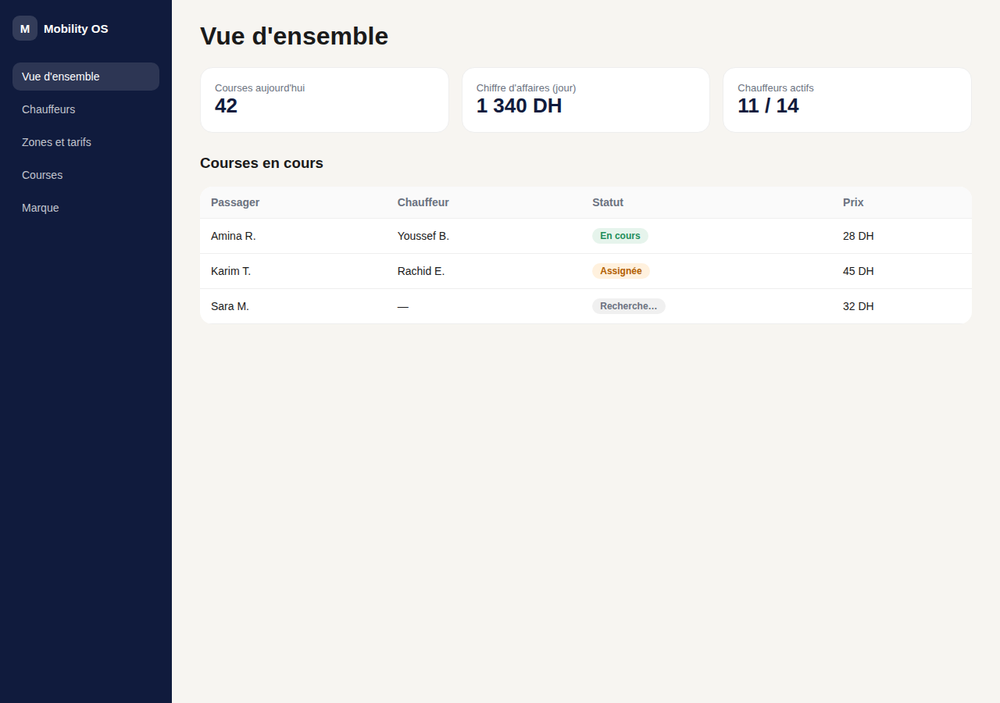 M Mobility OS
Vue d'ensemble
Chauffeurs
Zones et tarifs
Courses
Marque
Vue d'ensemble
Courses aujourd'hui
42
Chiffre d'affaires (jour)
1 340 DH
Chauffeurs actifs
11 / 14
Courses en cours
Passager Chauffeur Statut Prix
Amina R. Youssef B. En cours 28 DH
Karim T. Rachid E. Assignée 45 DH
Sara M. — Recherche… 32 DH